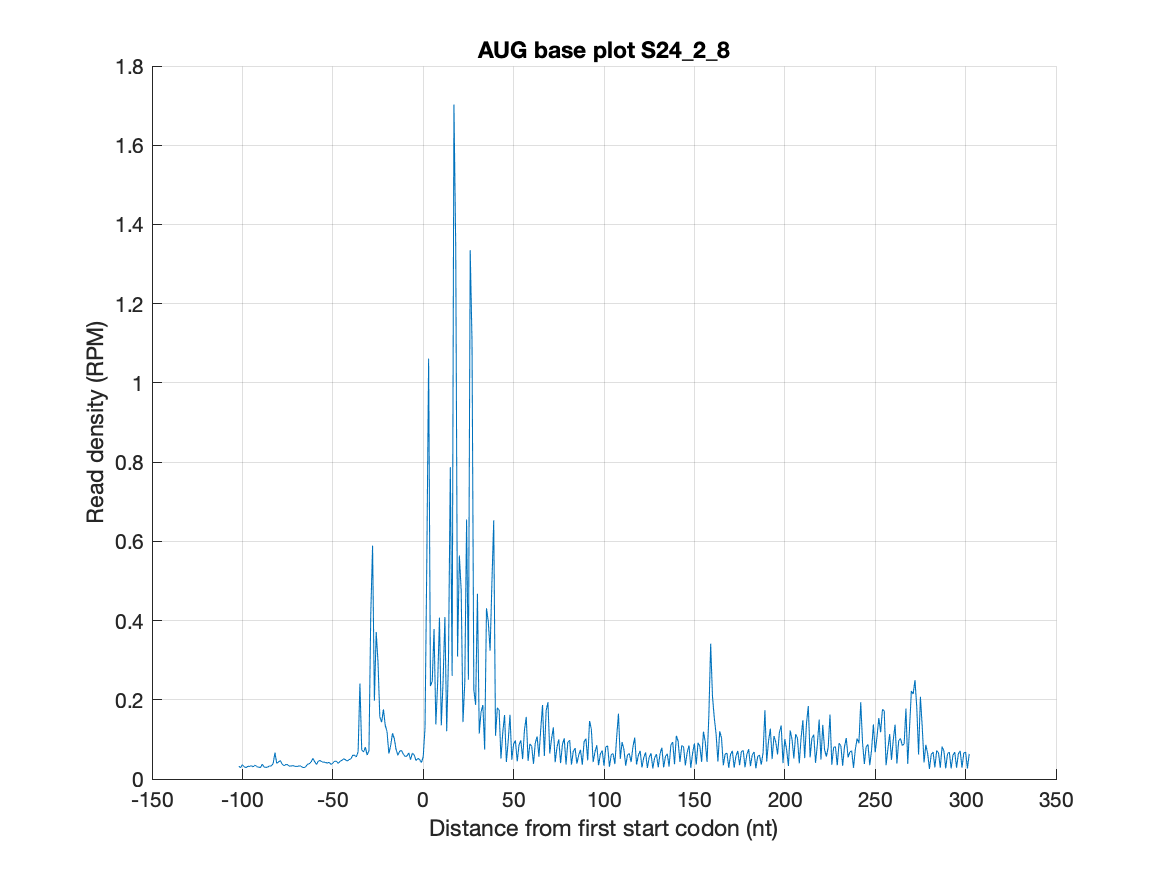 AUG base plot S24_2_8
1.8
1.6
1.4
1.2
1
0.8
0.6
0.4
0.2
0
Read density (RPM)
-150 -100 -50 0 50 100 150 200 250 300 350
Distance from first start codon (nt)